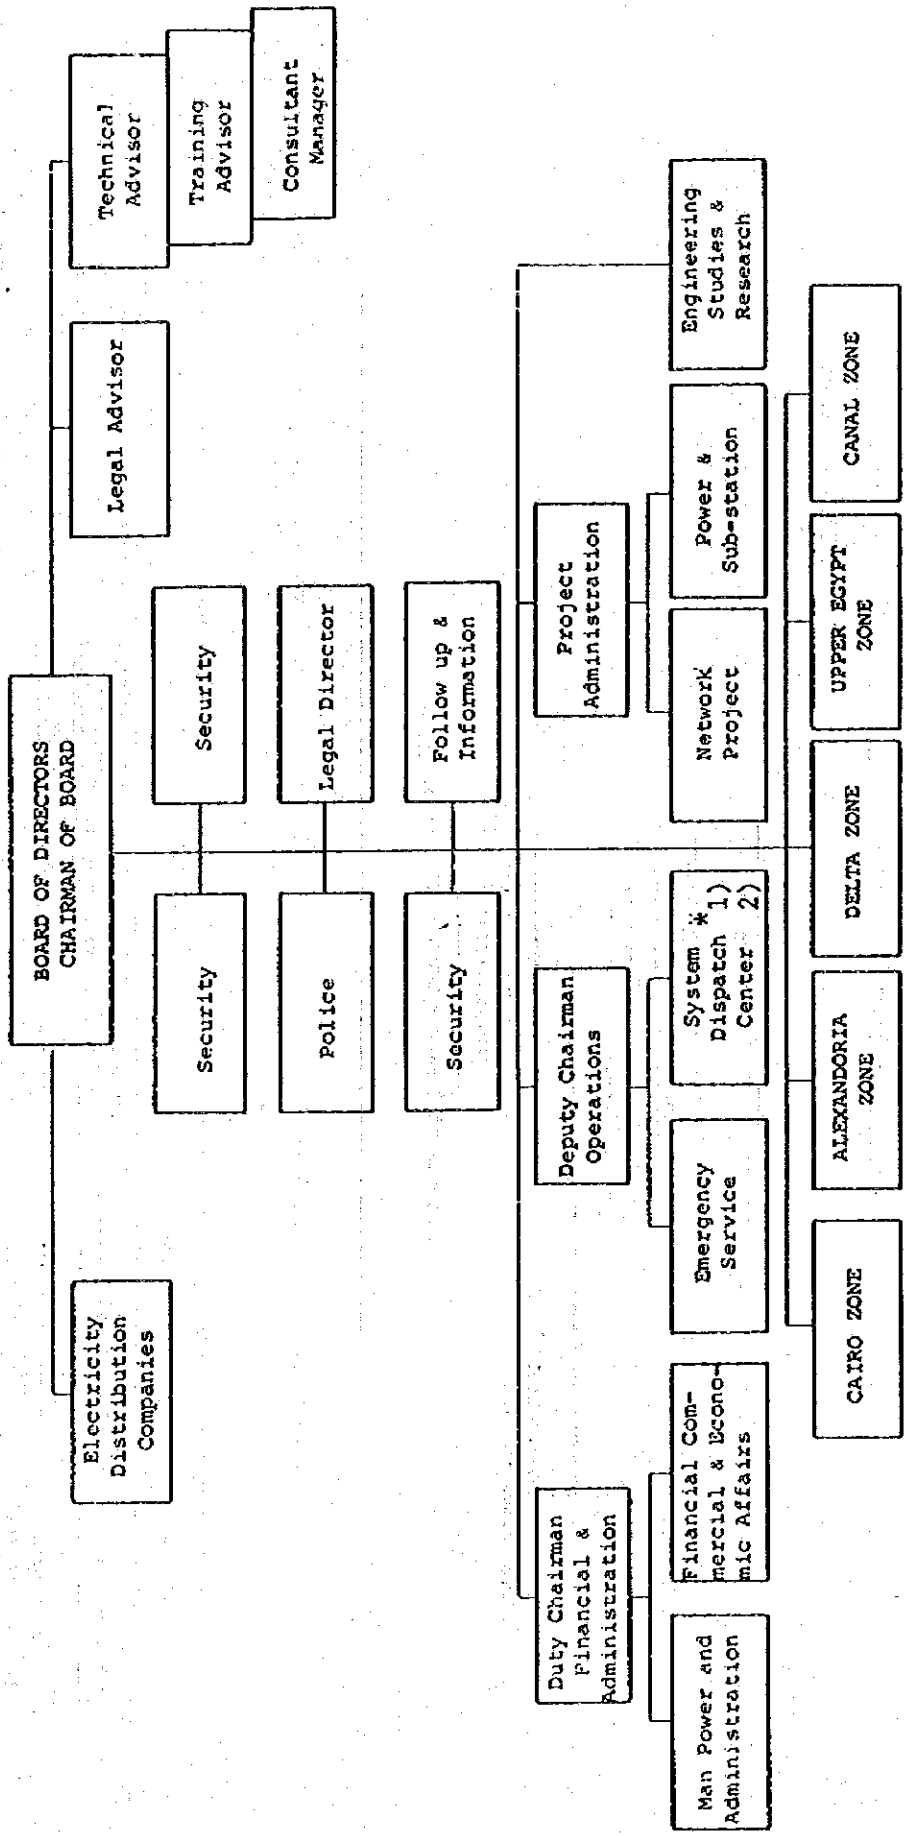 BOARD OF DIRECTORS
CHAIRMAN OF BOARD
Electricity
Distribution
Companies
Legal Advisor
Technical
Advisor
Training
Advisor
Consultant
Manager
Security
Security
Police
Legal Director
Security
Follow up &
Information
Duty Chairman
Financial &
Administration
Deputy Chairman
Operations
Project
Administration
Man Power and
Administration
Financial Com-
mercial & Econo-
mic Affairs
Emergency
Service
System *
Dispatch 1)
Center 2)
Network
Project
Power &
Sub-station
Engineering
Studies &
Research
CAIRO ZONE
ALEXANDORIA
ZONE
DELTA ZONE
UPPER EGYPT
ZONE
CANAL ZONE